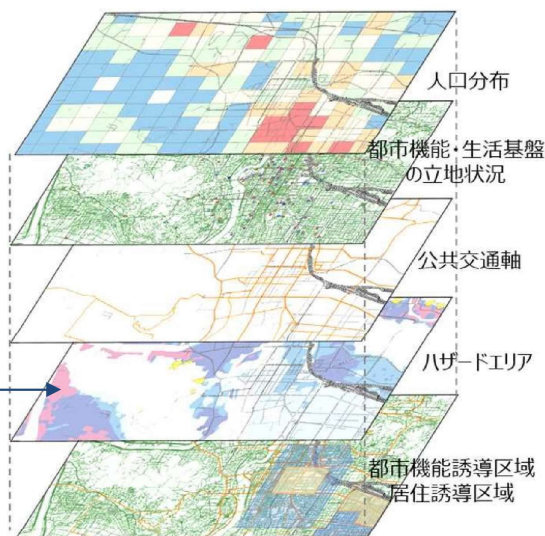 人口分布
都市機能・生活基盤
の立地状況
公共交通軸
ハザードエリア
都市機能誘導区域
居住誘導区域